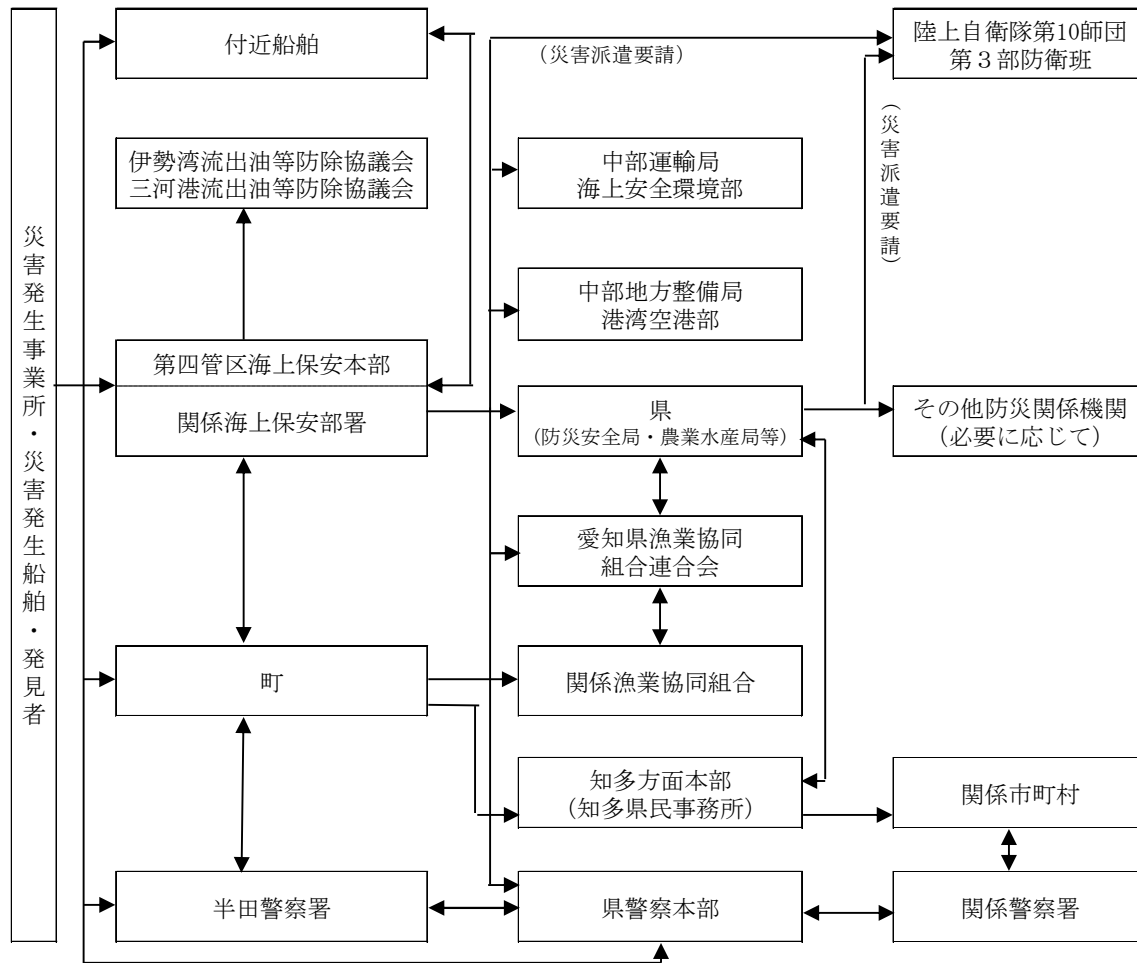 災害発生事業所・災害発生船舶・発見者
付近船舶
(災害派遣要請)
陸上自衛隊第10師団
第３部防衛班
(災害派遣要請)
伊勢湾流出油等防除協議会
三河港流出油等防除協議会
中部運輸局
海上安全環境部
中部地方整備局
港湾空港部
第四管区海上保安本部
関係海上保安部署
県
(防災安全局・農業水産局等)
その他防災関係機関
(必要に応じて)
愛知県漁業協同
組合連合会
町
関係漁業協同組合
知多方面本部
(知多県民事務所)
関係市町村
半田警察署
県警察本部
関係警察署